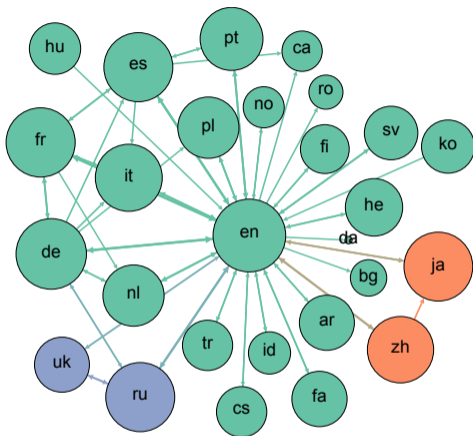 pt
hu
ca
es
ro
no
pl
sv
ko
fr
fi
it
he
en
da
de
ja
bg
nl
ar
tr
id
zh
uk
ru
fa
cs